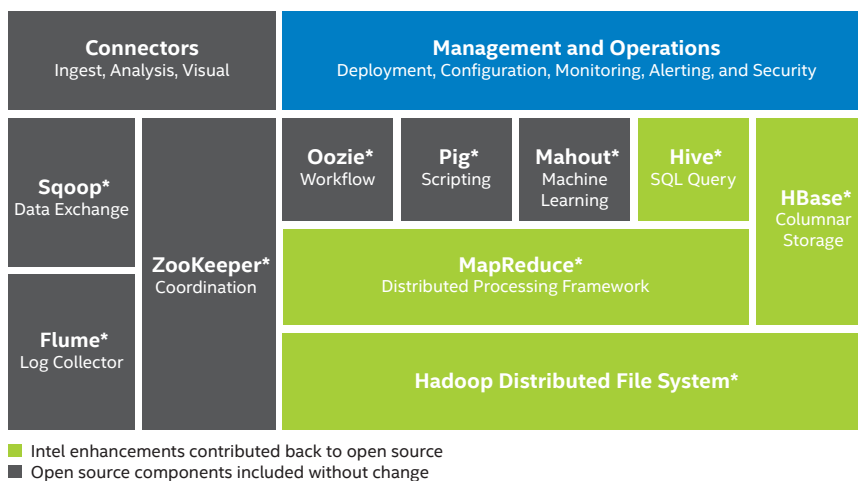 Connectors
Ingest, Analysis, Visual
Management and Operations
Deployment, Configuration, Monitoring, Alerting, and Security
Sqoop*
Data Exchange
Flume*
Log Collector
ZooKeeper*
Coordination
Oozie*
Workflow
Pig*
Scripting
Mahout*
Machine
Learning
Hive*
SQL Query
HBase*
Columnar
Storage
MapReduce*
Distributed Processing Framework
Hadoop Distributed File System*
Intel enhancements contributed back to open source
Open source components included without change